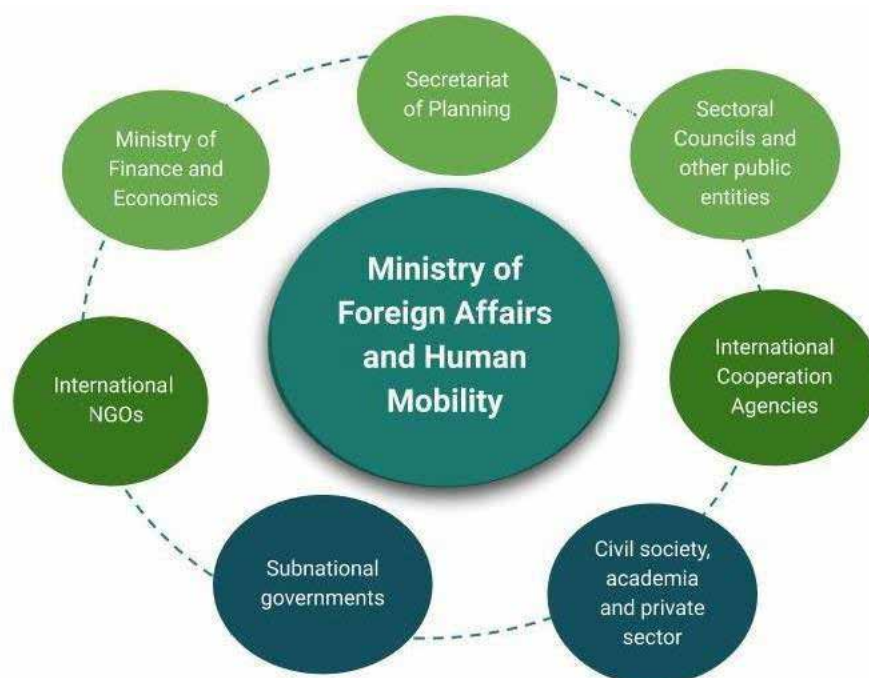 Secretariat
of Planning
Ministry of
Finance and
Economics
Sectoral
Councils and
other public
entities
Ministry of
Foreign Affairs
and Human
Mobility
International
NGOs
International
Cooperation
Agencies
Subnational
governments
Civil society,
academia
and private
sector